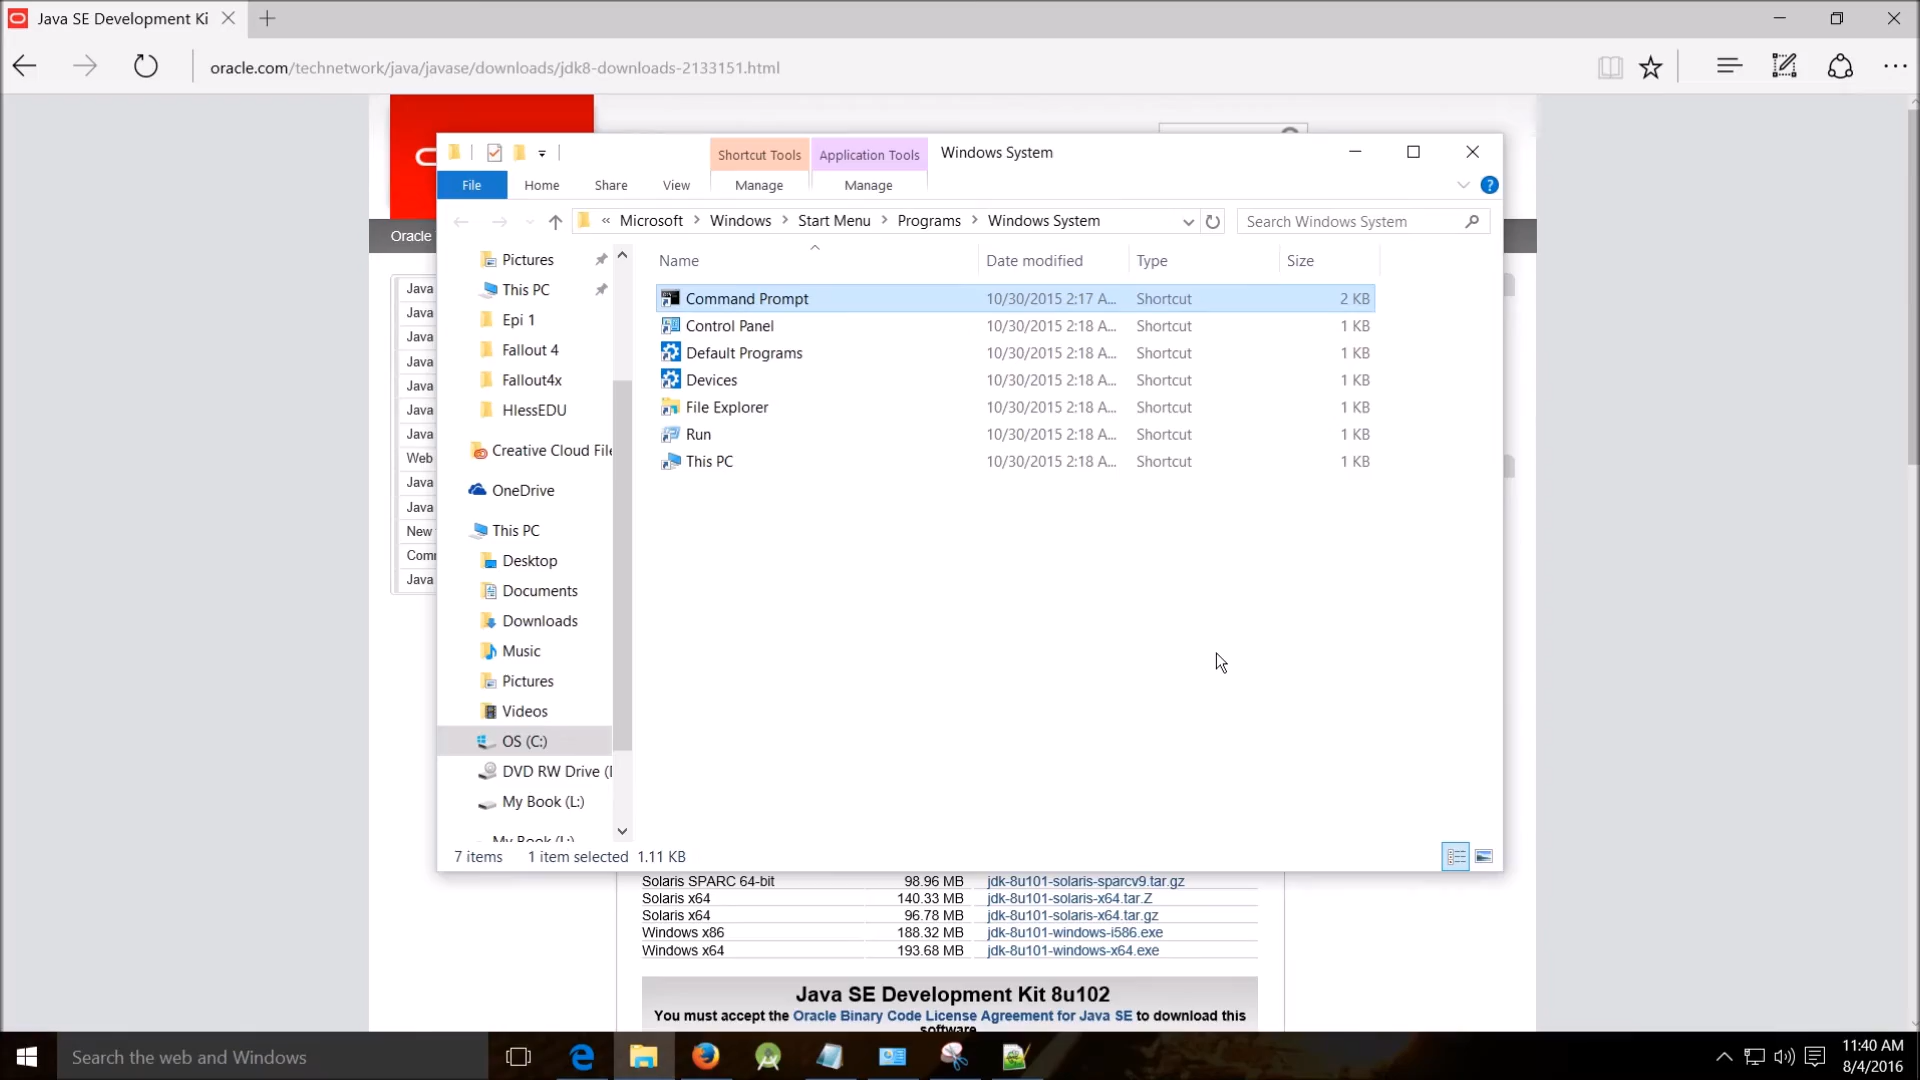 Java SE Development Ki
oracle.com/technetwork/java/javase/downloads/jdk8-downloads-2133151.html
Shortcut Tools
Application Tools
Windows System
File
Home
Share
View
Manage
Manage
« Microsoft > Windows > Start Menu > Programs > Windows System
Search Windows System
Oracle
Java
Java
Java
Java
Java
Java
Java
Web
Java
Java
New
Java
Pictures
This PC
Epi 1
Fallout 4
Fallout4x
HlessEDU
Creative Cloud File
OneDrive
This PC
Desktop
Documents
Downloads
Music
Pictures
Videos
OS (C:)
DVD RW Drive (
My Book (L:)
My Book (L:)
Name Date modified Type Size
Command Prompt 10/30/2015 2:17 A... Shortcut 2 KB
Control Panel 10/30/2015 2:18 A... Shortcut 1 KB
Default Programs 10/30/2015 2:18 A... Shortcut 1 KB
Devices 10/30/2015 2:18 A... Shortcut 1 KB
File Explorer 10/30/2015 2:18 A... Shortcut 1 KB
Run 10/30/2015 2:18 A... Shortcut 1 KB
This PC 10/30/2015 2:18 A... Shortcut 1 KB
7 items 1 item selected 1.11 KB
Solaris SPARC 64-bit 98.96 MB jdk-8u101-solaris-sparcv9.tar.gz
Solaris x64 140.33 MB jdk-8u101-solaris-x64.tar.Z
Solaris x64 96.78 MB jdk-8u101-solaris-x64.tar.gz
Windows x86 188.32 MB jdk-8u101-windows-i586.exe
Windows x64 193.68 MB jdk-8u101-windows-x64.exe
Java SE Development Kit 8u102
You must accept the Oracle Binary Code License Agreement for Java SE to download this
software.
Search the web and Windows
11:40 AM
8/4/2016